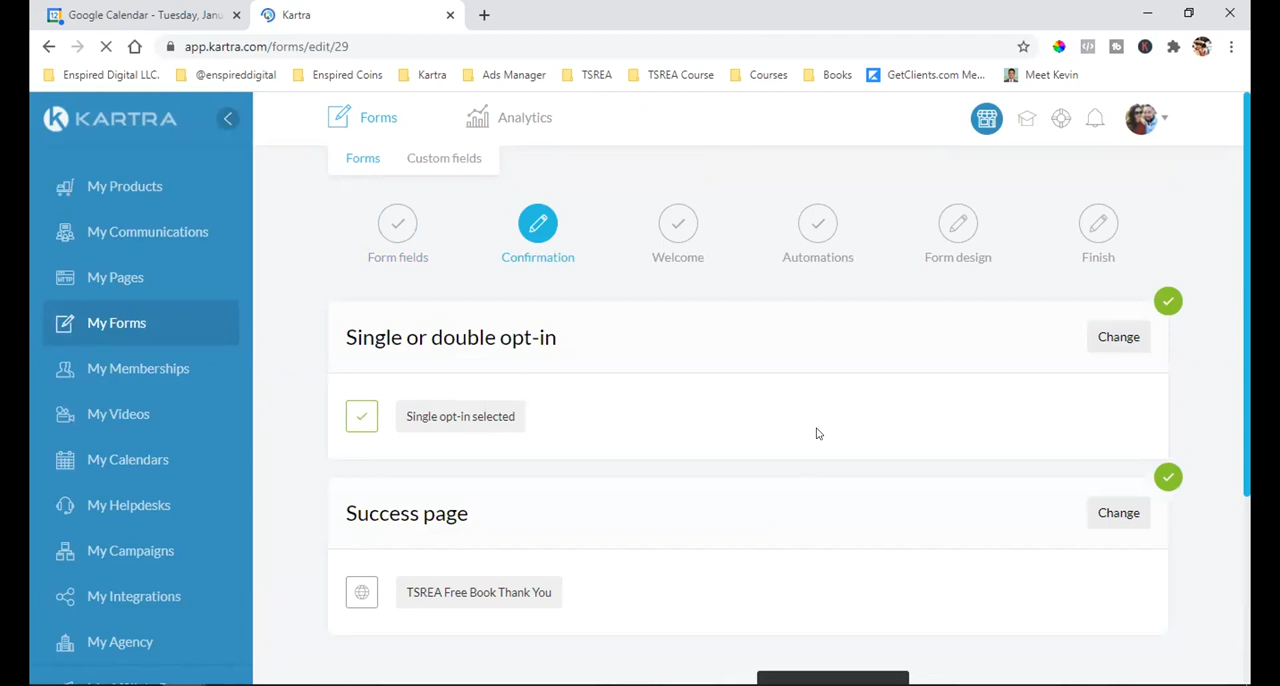 Google Calendar - Tuesday, Janu
Kartra
app.kartra.com/forms/edit/29
Enspired Digital LLC.
@enspireddigital
Enspired Coins
Kartra
Ads Manager
TSREA
TSREA Course
Courses
Books
GetClients.com Me...
Meet Kevin
KARTRA
Forms
Analytics
Forms
Custom fields
My Products
My Communications
My Pages
My Forms
My Memberships
My Videos
My Calendars
My Helpdesks
My Campaigns
My Integrations
My Agency
Form fields
Confirmation
Welcome
Automations
Form design
Finish
Single or double opt-in
Change
Single opt-in selected
Success page
Change
TSREA Free Book Thank You